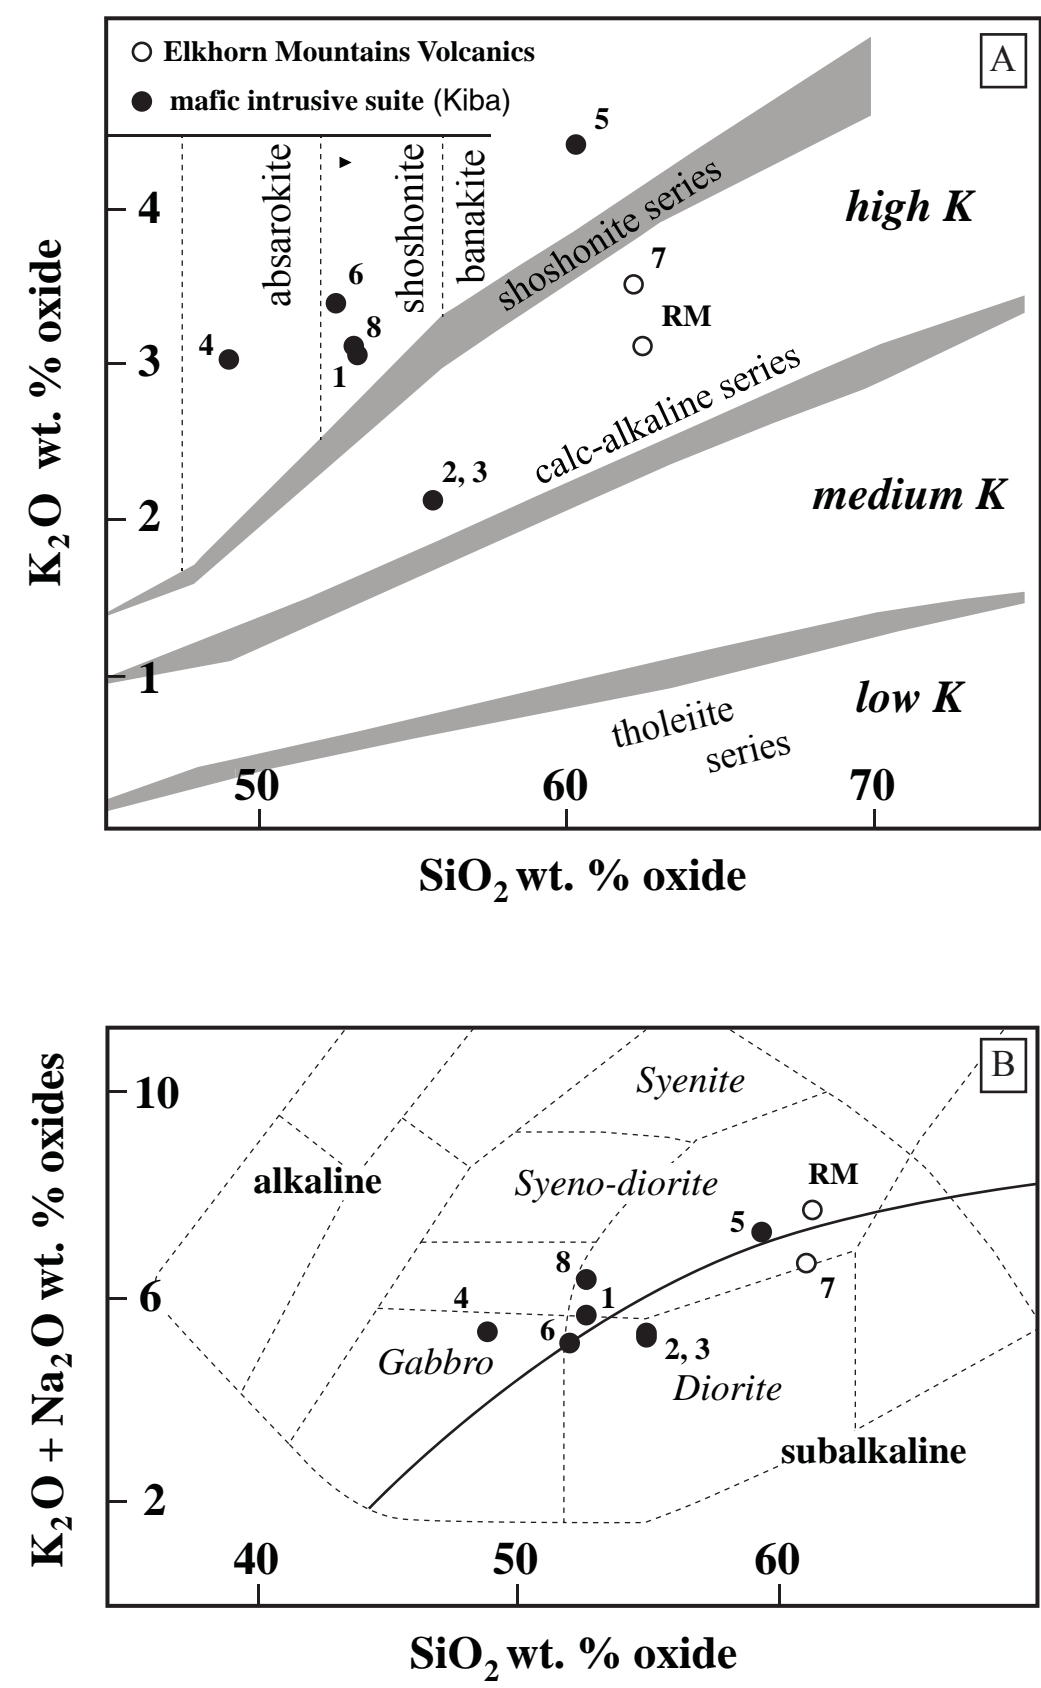 Elkhorn Mountains Volcanics
A
mafic intrusive suite (Kiba)
5
absarokite
shoshonite
banakite
4
shoshonite series
high K
7
6
RM
8
4
3
1
calc-alkaline series
2, 3
medium K
2
K2O wt. % oxide
1
low K
tholeiite
series
50
60
70
SiO2 wt. % oxide
B
Syenite
10
alkaline
Syeno-diorite
RM
5
8
7
4
1
6
6
2, 3
Gabbro
Diorite
subalkaline
2
K2O + Na2O wt. % oxides
40
50
60
SiO2 wt. % oxide